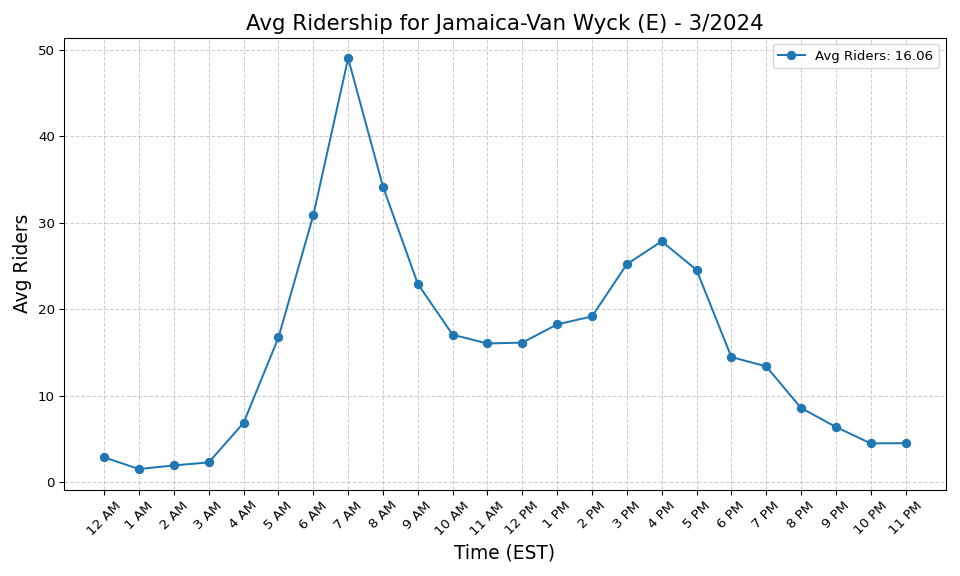 Avg Ridership for Jamaica-Van Wyck (E) - 3/2024
Avg Riders: 16.06
50
40
30
20
10
0
Avg Riders
12 AM
1 AM
2 AM
3 AM
4 AM
5 AM
6 AM
7 AM
8 AM
9 AM
10 AM
11 AM
12 PM
1 PM
2 PM
3 PM
4 PM
5 PM
6 PM
7 PM
8 PM
9 PM
10 PM
11 PM
Time (EST)